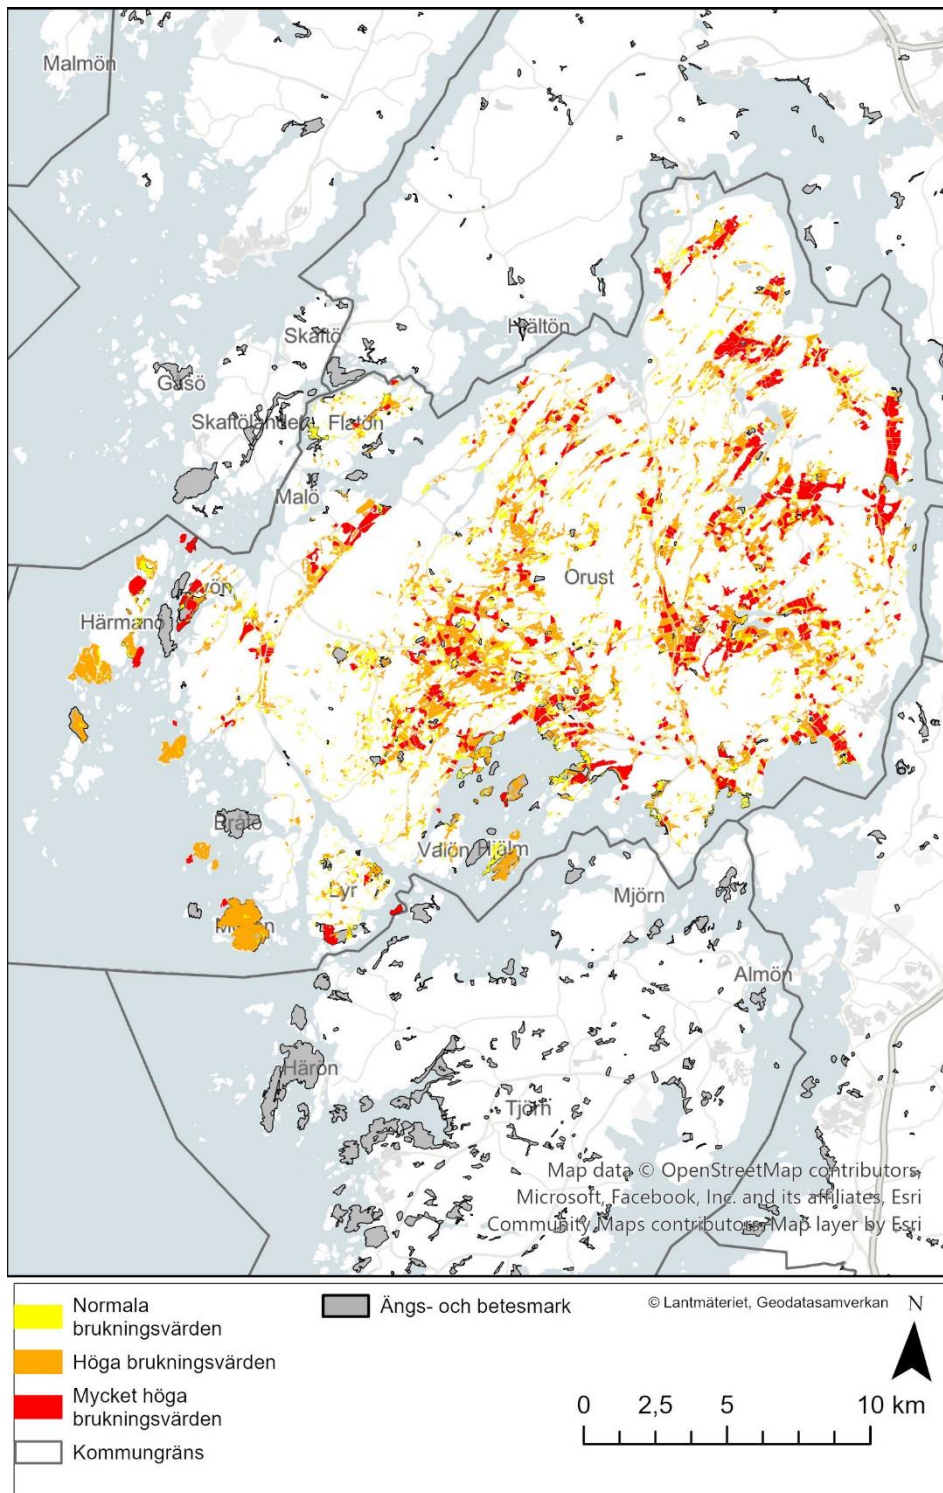 Malmön
Skaftö
Hjältön
Gåsö
Skaftölandet
Flatön
Malö
Orust
Härmanö
Bråtö
Valön
Hjälm
Lyr
Mjörn
Almön
Härön
Tjörn
Map data © OpenStreetMap contributors,
Microsoft, Facebook, Inc. and its affiliates, Esri
Community Maps contributors, Map layer by Esri
Normala
brukningsvärden
Höga brukningsvärden
Mycket höga
brukningsvärden
Kommungräns
Ängs- och betesmark
© Lantmäteriet, Geodatasamverkan
N
0 2,5 5 10 km